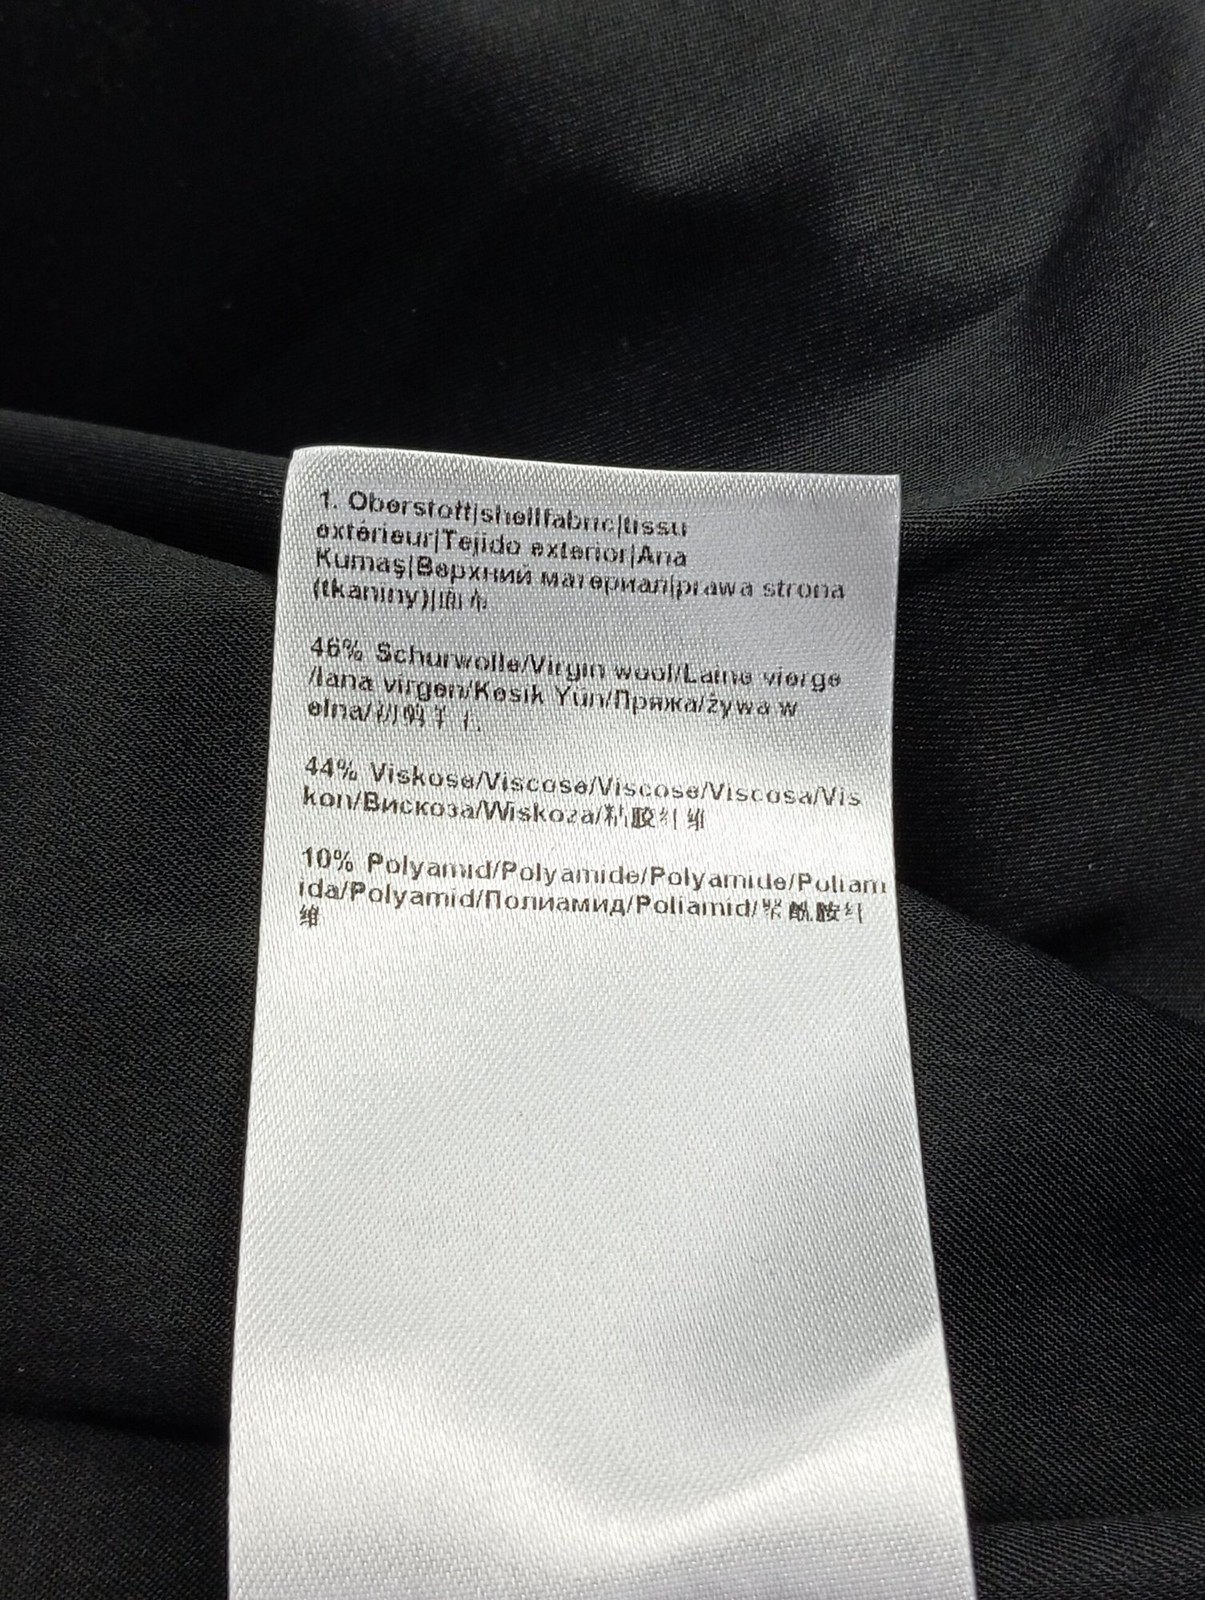 1. Oberstoff|shellfabric|tissu
extérieur|Tejido exterior|Ana
Kumaş|Верхний материал|prawa strona
(tkaniny)|面布
46% Schurwolle/Virgin wool/Laine vierge
/lana virgen/Kesik Yün/Пряжа/żywa w
elna/初剪羊毛
44% Viskose/Viscose/Viscose/Viscosa/Vis
kon/Вискоза/Wiskoza/粘胶纤维
10% Polyamid/Polyamide/Polyamide/Poliam
ida/Polyamid/Полиамид/Poliamid/聚酰胺纤
维